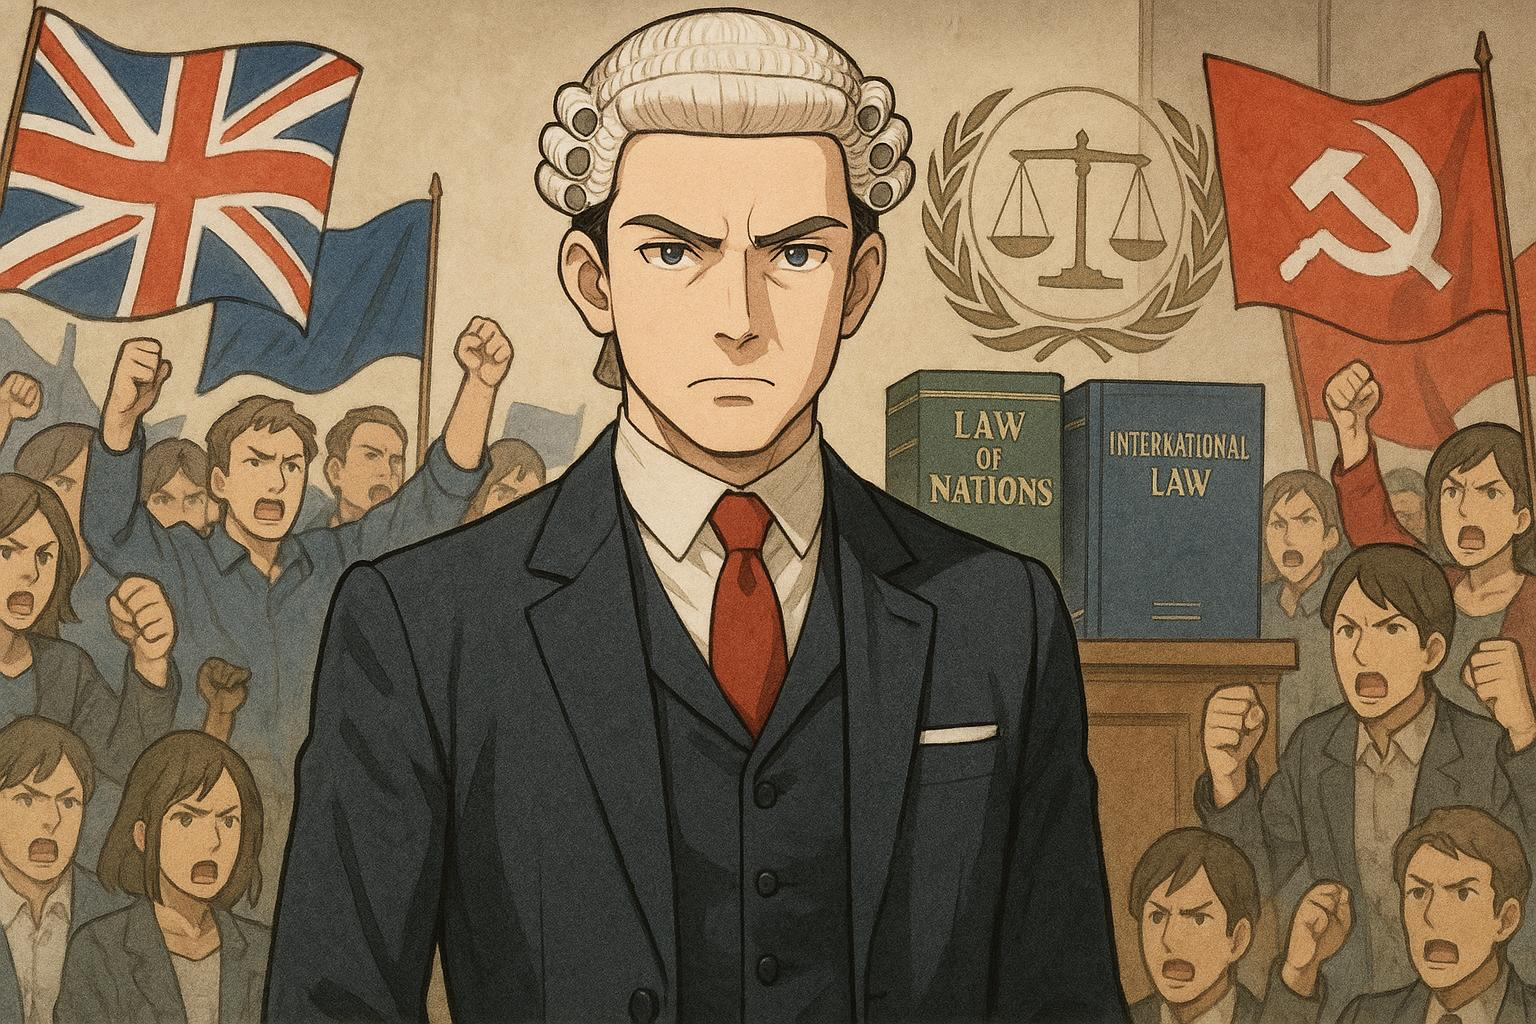 LAW
OF
NATIONS
INTERKATIONAL
LAW